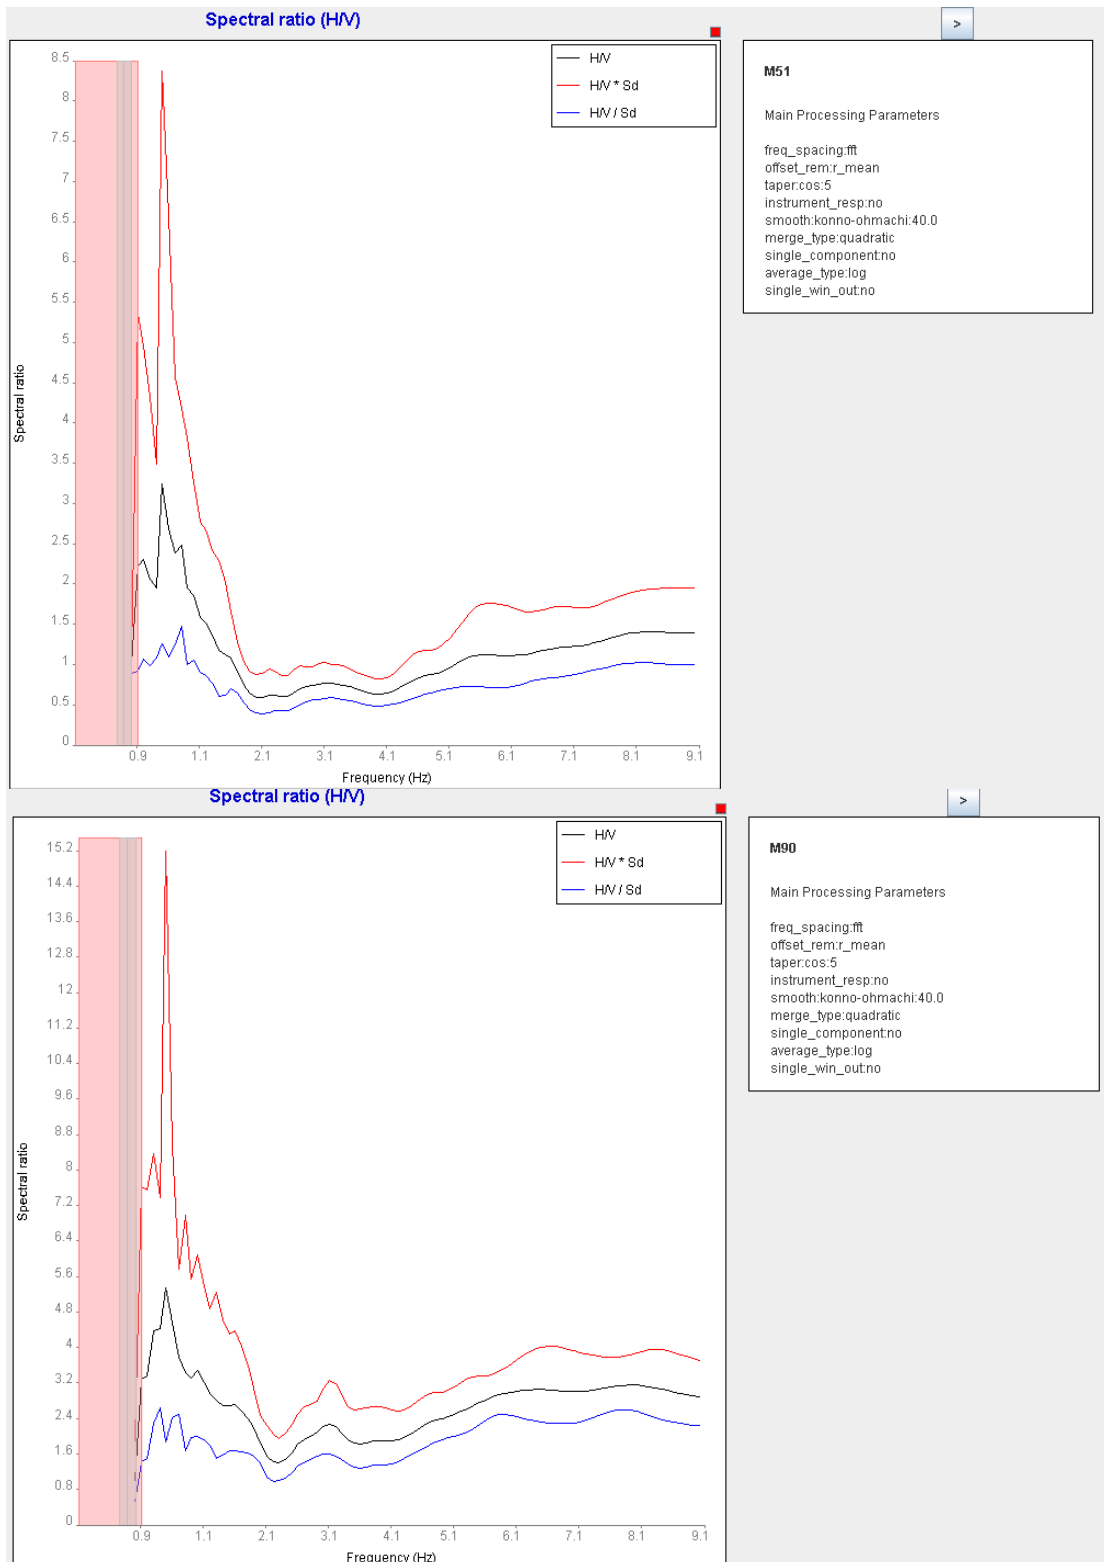 Spectral ratio (H/V)
>
H/V
H/V * Sd
H/V / Sd
8.5
8
7.5
7
6.5
6
5.5
5
4.5
4
3.5
3
2.5
2
1.5
1
0.5
0
Spectral ratio
0.9 1.1 2.1 3.1 4.1 5.1 6.1 7.1 8.1 9.1
Frequency (Hz)
M51
Main Processing Parameters
freq_spacing:fft
offset_rem:r_mean
taper:cos:5
instrument_resp:no
smooth:konno-ohmachi:40.0
merge_type:quadratic
single_component:no
average_type:log
single_win_out:no
Spectral ratio (H/V)
>
H/V
H/V * Sd
H/V / Sd
15.2
14.4
13.6
12.8
12
11.2
10.4
9.6
8.8
8
7.2
6.4
5.6
4.8
4
3.2
2.4
1.6
0.8
0
Spectral ratio
0.9 1.1 2.1 3.1 4.1 5.1 6.1 7.1 8.1 9.1
Frequency (Hz)
M90
Main Processing Parameters
freq_spacing:fft
offset_rem:r_mean
taper:cos:5
instrument_resp:no
smooth:konno-ohmachi:40.0
merge_type:quadratic
single_component:no
average_type:log
single_win_out:no